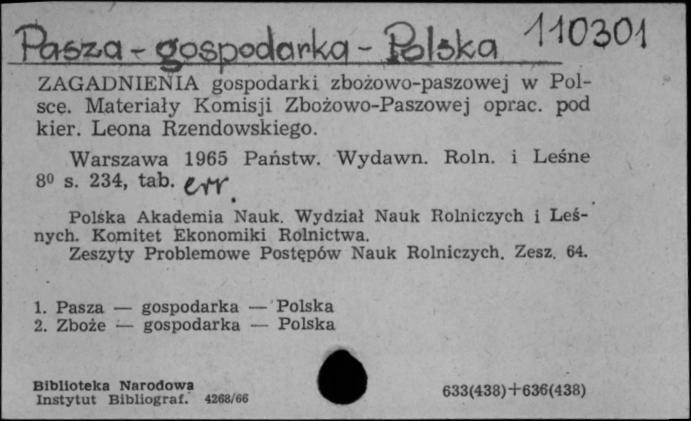 Pasza - gospodarka - Polska 110301
ZAGADNIENIA gospodarki zbożowo-paszowej w Pol-
sce. Materiały Komisji Zbożowo-Paszowej oprac. pod
kier. Leona Rzendowskiego.
Warszawa 1965 Państw. Wydawn. Roln. i Leśne
8⁰ s. 234, tab. err.
Polska Akademia Nauk. Wydział Nauk Rolniczych i Leś-
nych. Komitet Ekonomiki Rolnictwa.
Zeszyty Problemowe Postępów Nauk Rolniczych. Zesz. 64.
1. Pasza — gospodarka — Polska
2. Zboże — gospodarka — Polska
Biblioteka Narodowa
Instytut Bibliograf. 4268/66
633(438)+636(438)